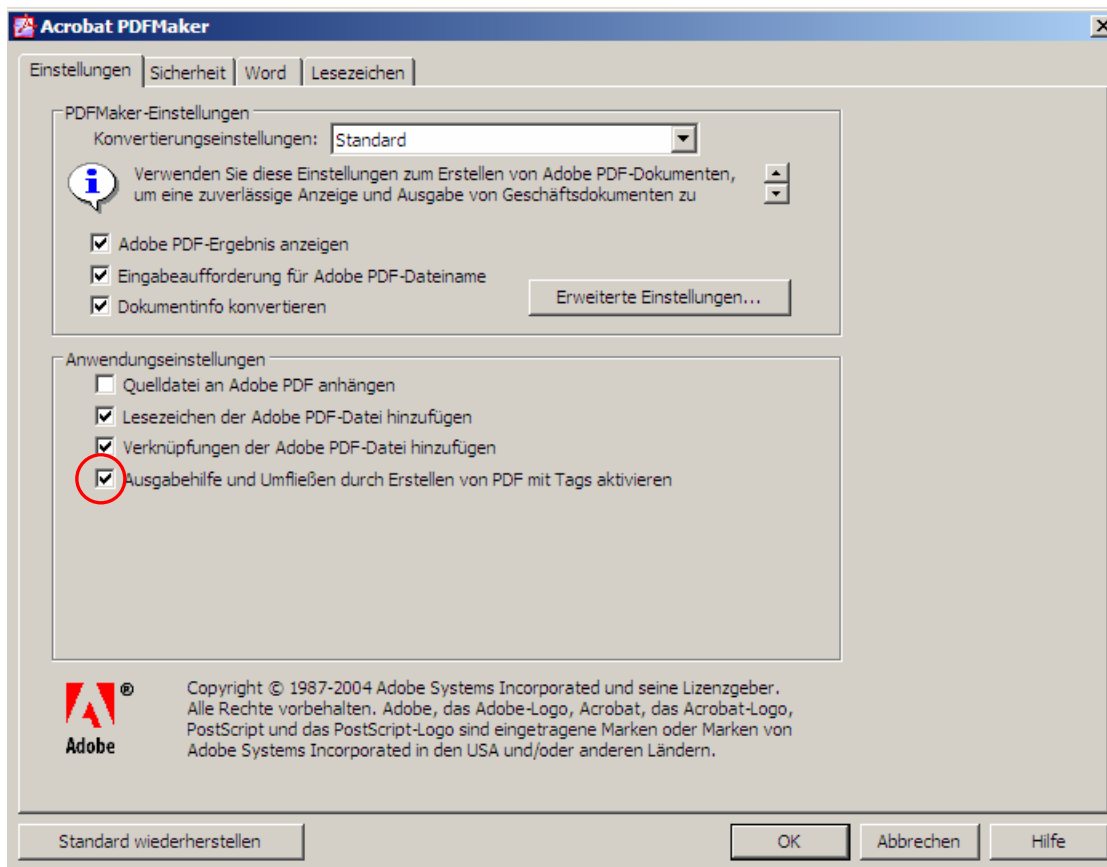 Acrobat PDFMaker
Einstellungen Sicherheit Word Lesezeichen
PDFMaker-Einstellungen
Konvertierungseinstellungen: Standard
Verwenden Sie diese Einstellungen zum Erstellen von Adobe PDF-Dokumenten,
um eine zuverlässige Anzeige und Ausgabe von Geschäftsdokumenten zu
Adobe PDF-Ergebnis anzeigen
Eingabeaufforderung für Adobe PDF-Dateiname
Dokumentinfo konvertieren
Erweiterte Einstellungen...
Anwendungseinstellungen
Quelldatei an Adobe PDF anhängen
Lesezeichen der Adobe PDF-Datei hinzufügen
Verknüpfungen der Adobe PDF-Datei hinzufügen
Ausgabehilfe und Umfließen durch Erstellen von PDF mit Tags aktivieren
®
Adobe
Copyright © 1987-2004 Adobe Systems Incorporated und seine Lizenzgeber.
Alle Rechte vorbehalten. Adobe, das Adobe-Logo, Acrobat, das Acrobat-Logo,
PostScript und das PostScript-Logo sind eingetragene Marken oder Marken von
Adobe Systems Incorporated in den USA und/oder anderen Ländern.
Standard wiederherstellen OK Abbrechen Hilfe